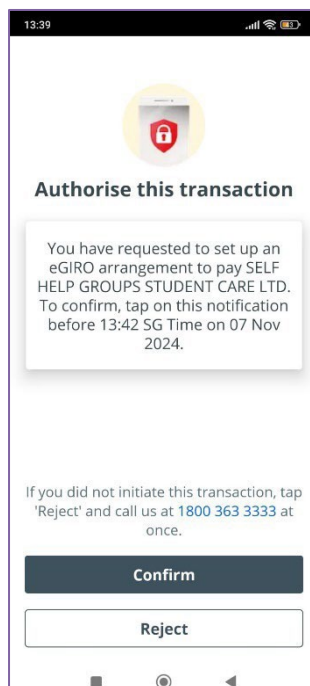 13:39
Authorise this transaction
You have requested to set up an
eGIRO arrangement to pay SELF
HELP GROUPS STUDENT CARE LTD.
To confirm, tap on this notification
before 13:42 SG Time on 07 Nov
2024.
If you did not initiate this transaction, tap
'Reject' and call us at 1800 363 3333 at
once.
Confirm
Reject